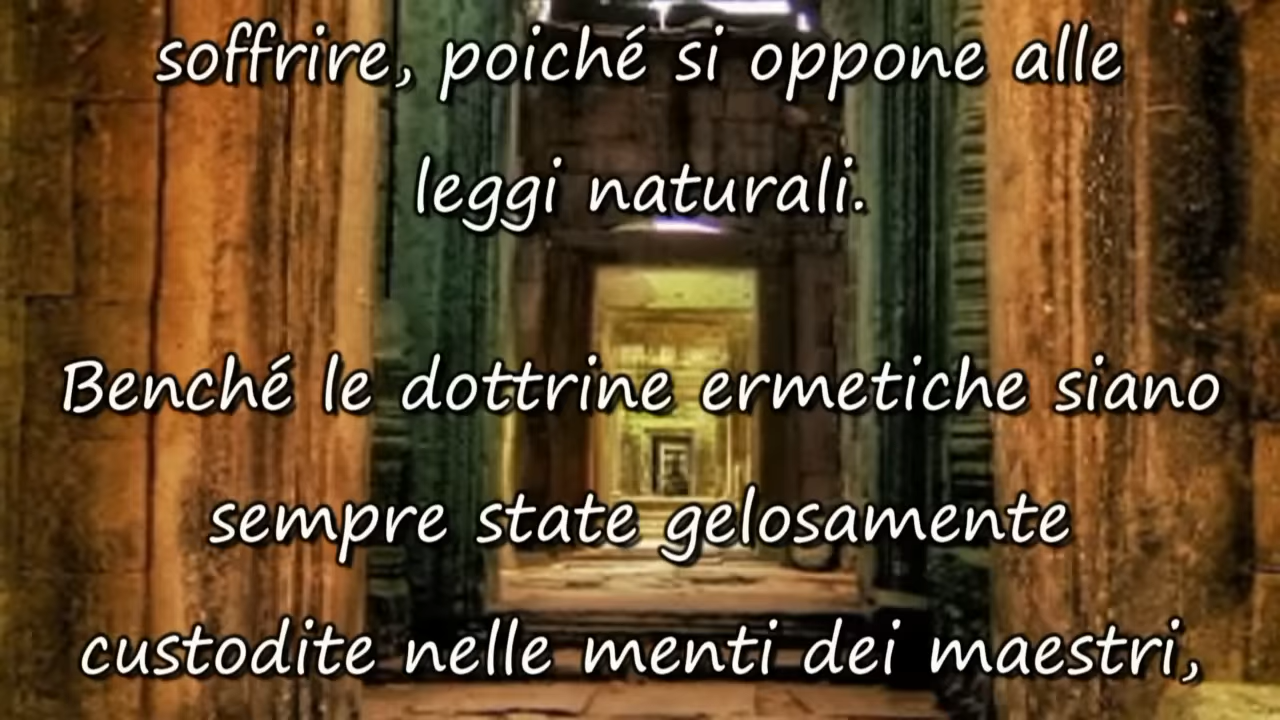 soffrire, poiché si oppone alle
leggi naturali.
Benché le dottrine ermetiche siano
sempre state gelosamente
custodite nelle menti dei maestri,